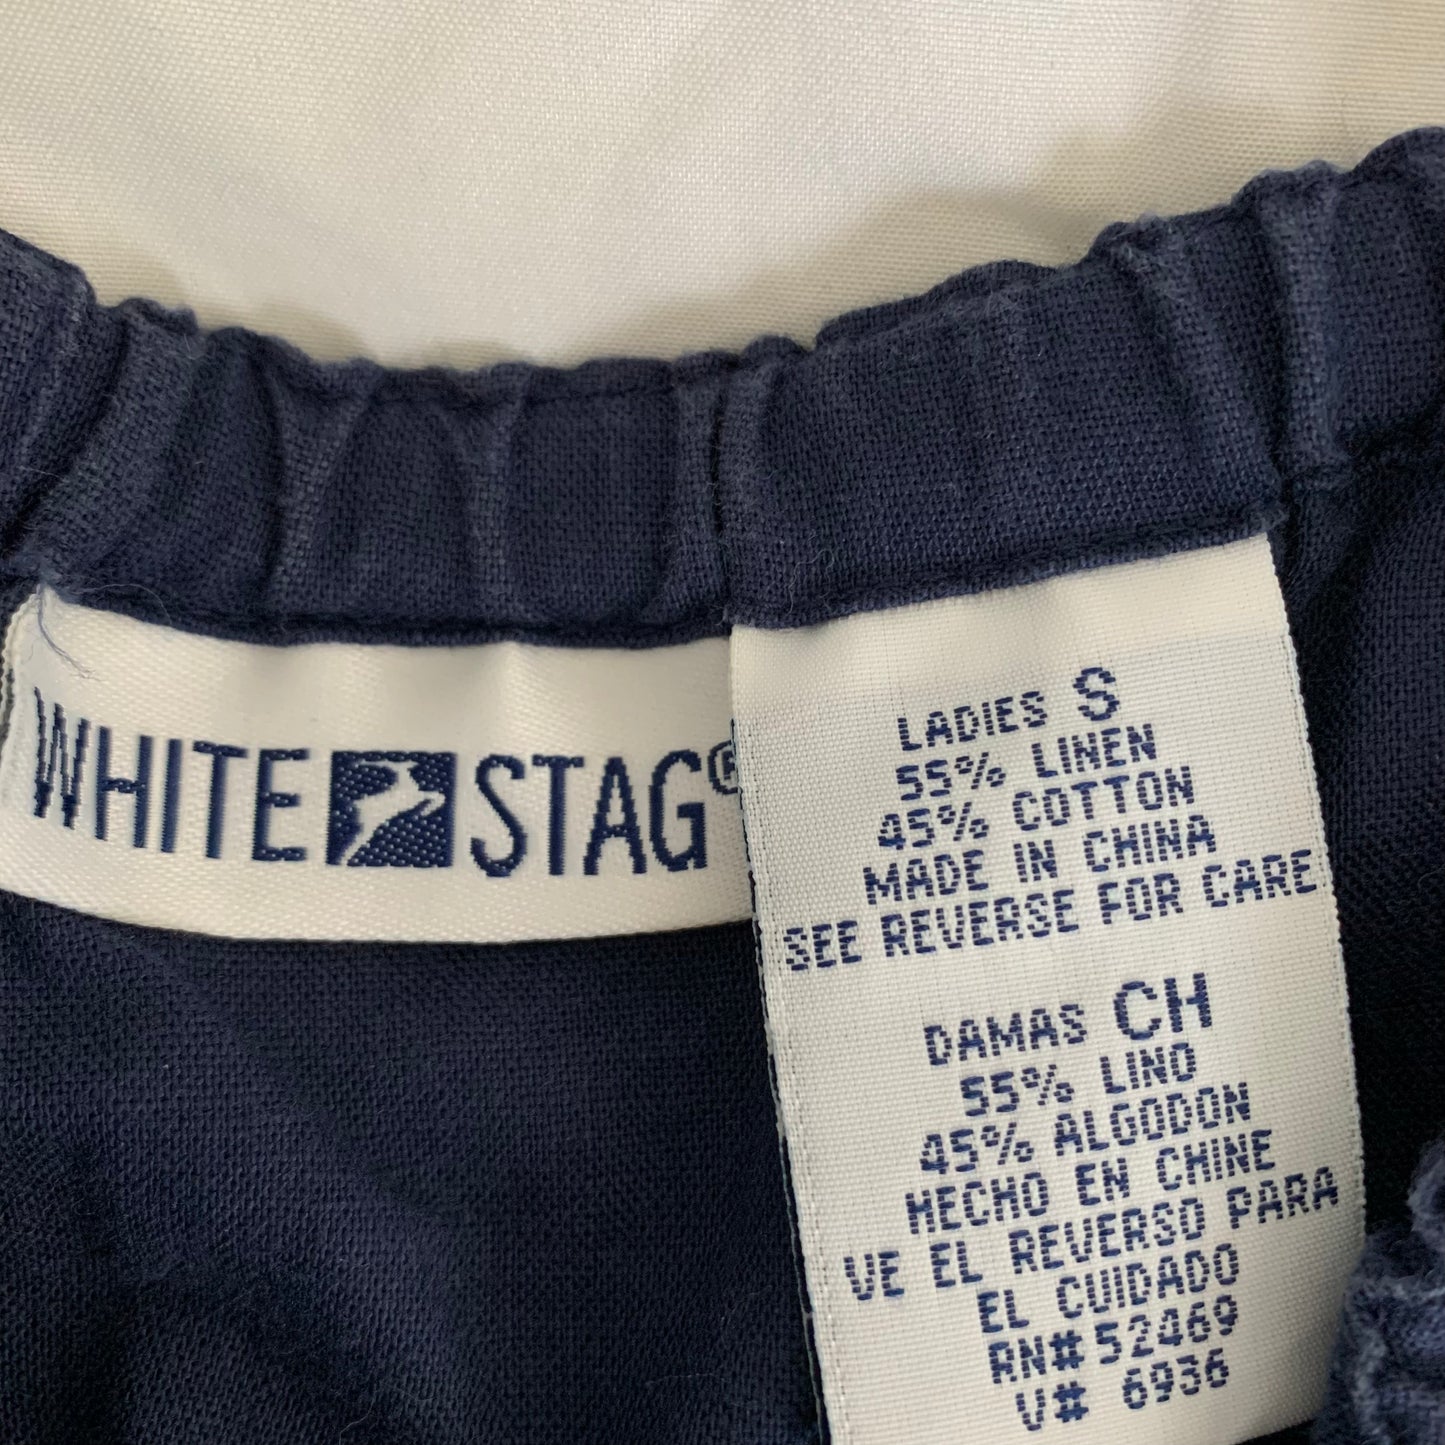 WHITE STAG®
LADIES S
55% LINEN
45% COTTON
MADE IN CHINA
SEE REVERSE FOR CARE
DAMAS CH
55% LINO
45% ALGODON
HECHO EN CHINE
VE EL REVERSO PARA
EL CUIDADO
RN# 52469
V# 6936